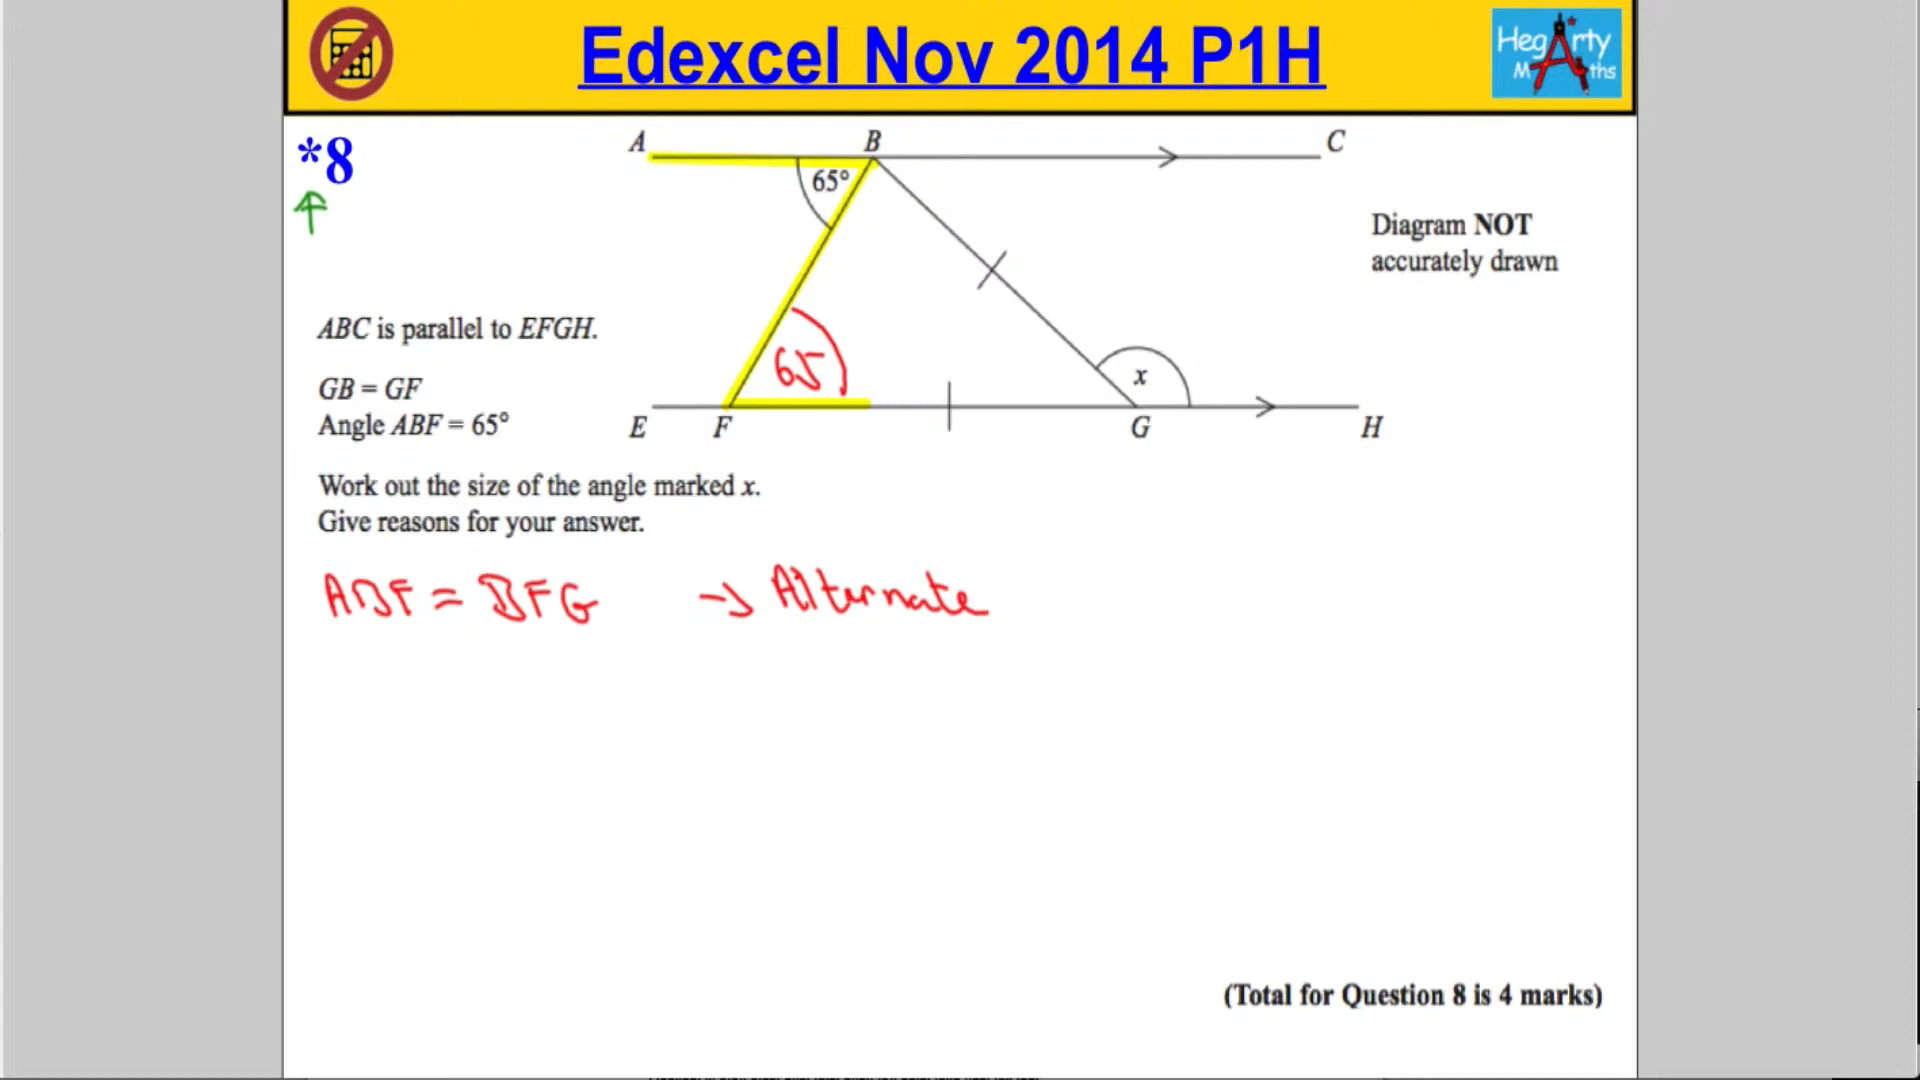 Edexcel Nov 2014 P1H
Hegarty
Maths
*8
A
B
C
65°
Diagram NOT
accurately drawn
ABC is parallel to EFGH.
65
x
GB = GF
Angle ABF = 65°
E
F
G
H
Work out the size of the angle marked x.
Give reasons for your answer.
ABF = BFG → Alternate
(Total for Question 8 is 4 marks)